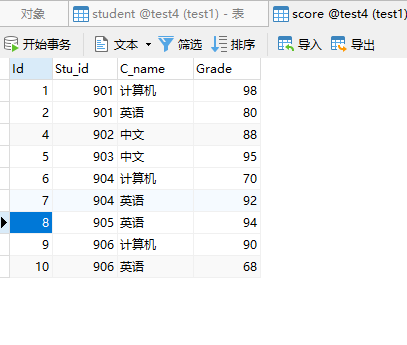 对象 student @test4 (test1) - 表 score @test4 (test1)
开始事务 文本 筛选 排序 导入 导出
Id Stu_id C_name Grade
1 901 计算机 98
2 901 英语 80
4 902 中文 88
5 903 中文 95
6 904 计算机 70
7 904 英语 92
8 905 英语 94
9 906 计算机 90
10 906 英语 68